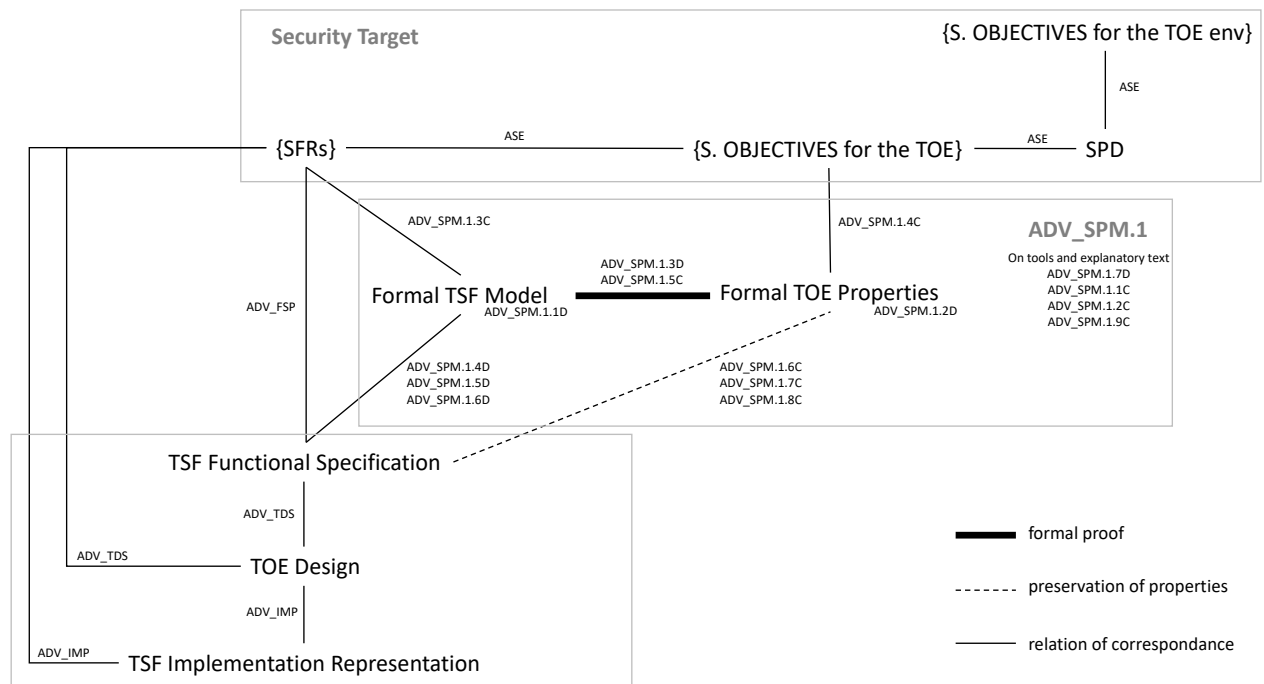 Security Target
{S. OBJECTIVES for the TOE env}
ASE
{SFRs}
ASE
{S. OBJECTIVES for the TOE}
ASE
SPD
ADV_SPM.1.3C
ADV_SPM.1.4C
ADV_SPM.1
On tools and explanatory text
ADV_SPM.1.7D
ADV_SPM.1.1C
ADV_SPM.1.2C
ADV_SPM.1.9C
ADV_FSP
Formal TSF Model
ADV_SPM.1.1D
ADV_SPM.1.3D
ADV_SPM.1.5C
Formal TOE Properties
ADV_SPM.1.2D
ADV_SPM.1.4D
ADV_SPM.1.5D
ADV_SPM.1.6D
ADV_SPM.1.6C
ADV_SPM.1.7C
ADV_SPM.1.8C
TSF Functional Specification
ADV_TDS
ADV_TDS
TOE Design
ADV_IMP
ADV_IMP
TSF Implementation Representation
formal proof
preservation of properties
relation of correspondance